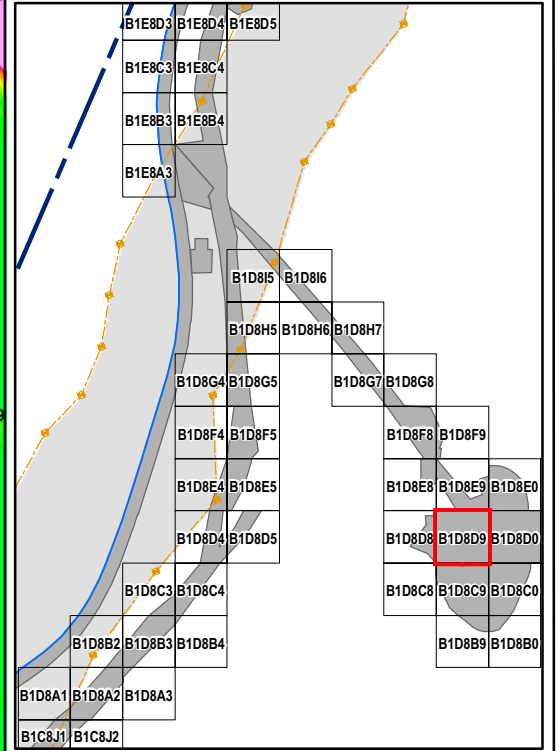 B1E8D3 B1E8D4 B1E8D5
B1E8C3 B1E8C4
B1E8B3 B1E8B4
B1E8A3
B1D8I5 B1D8I6
B1D8H5 B1D8H6 B1D8H7
B1D8G4 B1D8G5 B1D8G7 B1D8G8
9
B1D8F4 B1D8F5 B1D8F8 B1D8F9
B1D8E4 B1D8E5 B1D8E8 B1D8E9 B1D8E0
B1D8D4 B1D8D5 B1D8D8 B1D8D9 B1D8D0
B1D8C3 B1D8C4 B1D8C8 B1D8C9 B1D8C0
B1D8B2 B1D8B3 B1D8B4 B1D8B9 B1D8B0
B1D8A1 B1D8A2 B1D8A3
B1C8J1 B1C8J2